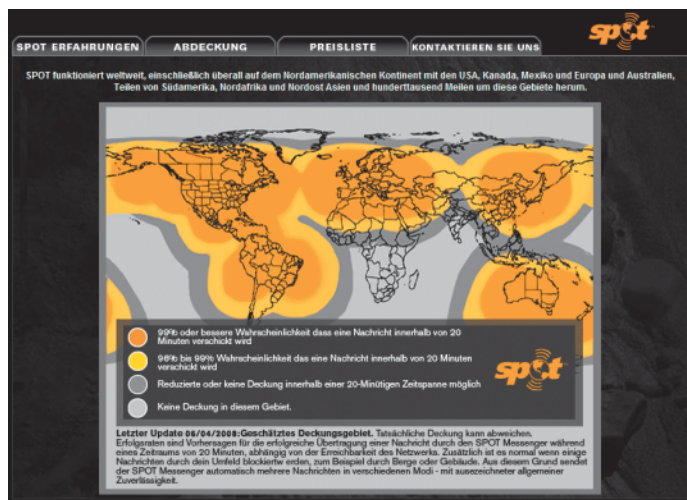 spot
SPOT ERFAHRUNGEN
ABDECKUNG
PREISLISTE
KONTAKTIEREN SIE UNS
SPOT funktioniert weltweit, einschließlich überall auf dem Nordamerikanischen Kontinent mit den USA, Kanada, Mexiko und Europa und Australien,
Teilen von Südamerika, Nordafrika und Nordost Asien und hunderttausend Meilen um diese Gebiete herum.
99% oder bessere Wahrscheinlichkeit dass eine Nachricht innerhalb von 20
Minuten verschickt wird
96% bis 99% Wahrscheinlichkeit das eine Nachricht innerhalb von 20 Minuten
verschickt wird
Reduzierte oder keine Deckung innerhalb einer 20-Minütigen Zeitspanne möglich
Keine Deckung in diesem Gebiet.
spot
Letzter Update 06/04/2008:Geschätztes Deckungsgebiet. Tatsächliche Deckung kann abweichen.
Erfolgsraten sind Vorhersagen für die erfolgreiche Übertragung einer Nachricht durch den SPOT Messenger während
eines Zeitraums von 20 Minuten, abhängig von der Erreichbarkeit des Netzwerks. Zusätzlich ist es normal wenn einige
Nachrichten durch dein Umfeld blockiertw erden, zum Beispiel durch Berge oder Gebäude. Aus diesem Grund sendet
der SPOT Messenger automatisch mehrere Nachrichten in verschiedenen Modi - mit ausezeichneter allgemeiner
Zuverlässigkeit.